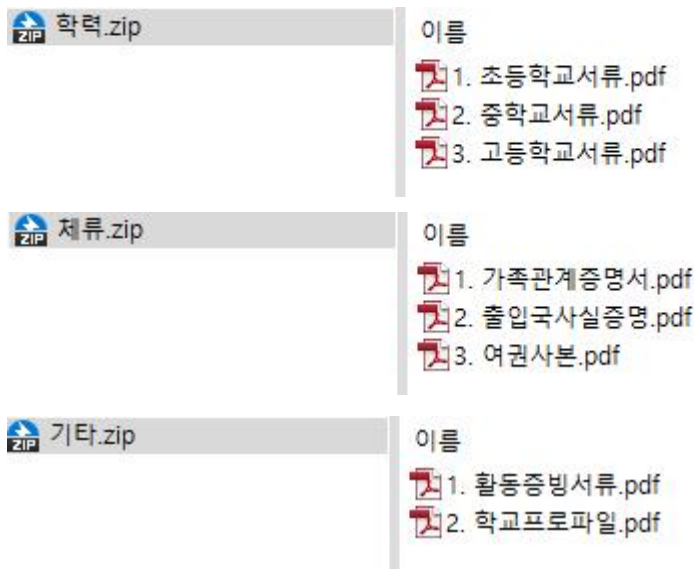 ZIP 학력.zip
이름
1. 초등학교서류.pdf
2. 중학교서류.pdf
3. 고등학교서류.pdf
ZIP 체류.zip
이름
1. 가족관계증명서.pdf
2. 출입국사실증명.pdf
3. 여권사본.pdf
ZIP 기타.zip
이름
1. 활동증빙서류.pdf
2. 학교프로파일.pdf